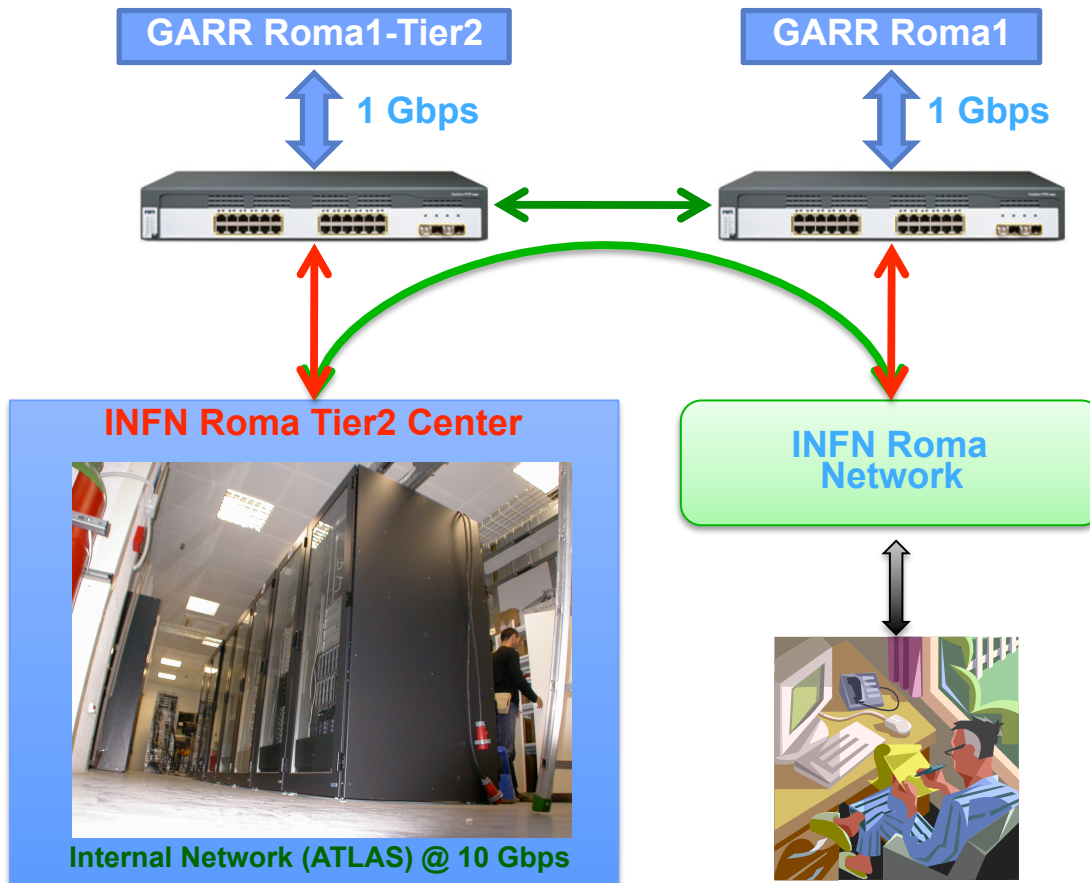 GARR Roma1-Tier2
GARR Roma1
1 Gbps
1 Gbps
INFN Roma Tier2 Center
INFN Roma
Network
Internal Network (ATLAS) @ 10 Gbps